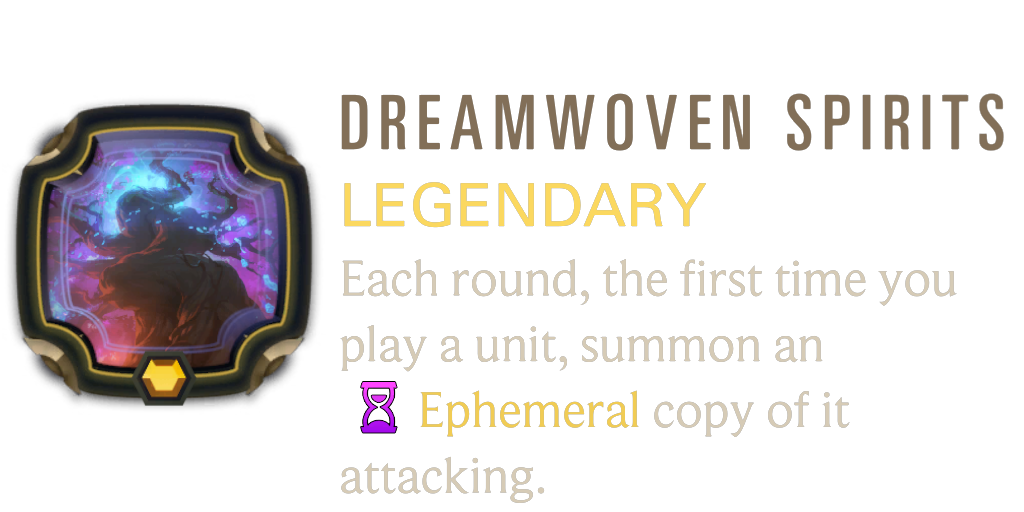 DREAMWOVEN SPIRITS
LEGENDARY
Each round, the first time you
play a unit, summon an
Ephemeral copy of it
attacking.